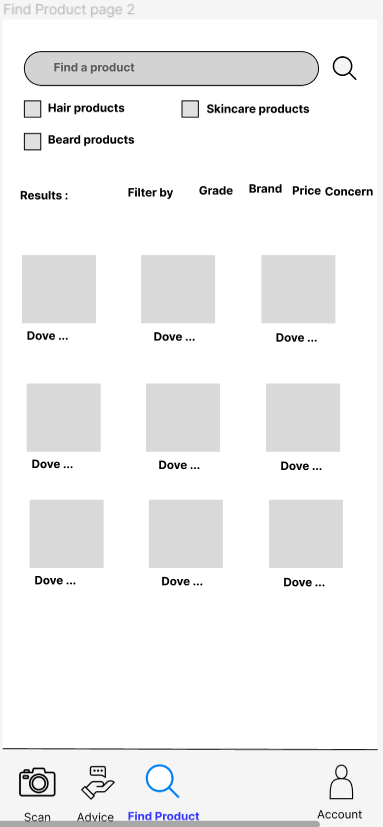 Find Product page 2
Find a product
Hair products Skincare products
Beard products
Results : Filter by Grade Brand Price Concern
Dove ... Dove ... Dove ...
Dove ... Dove ... Dove ...
Dove ... Dove ... Dove ...
Scan Advice Find Product Account